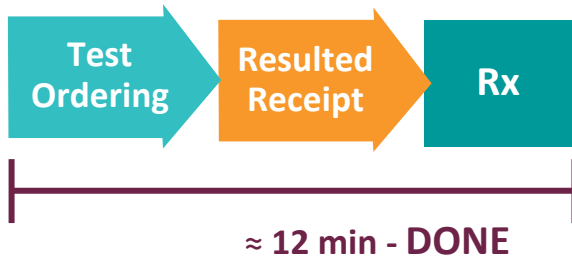 Test
Ordering
Resulted
Receipt
Rx
≈ 12 min - DONE